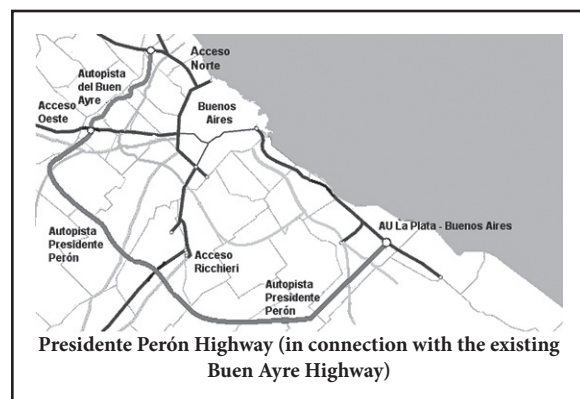 Acceso
Norte
Autopista
del Buen
Ayre
Acceso
Oeste
Buenos
Aires
AU La Plata - Buenos Aires
Autopista
Presidente
Perón
Acceso
Ricchieri
Autopista
Presidente
Perón
Presidente Perón Highway (in connection with the existing
Buen Ayre Highway)